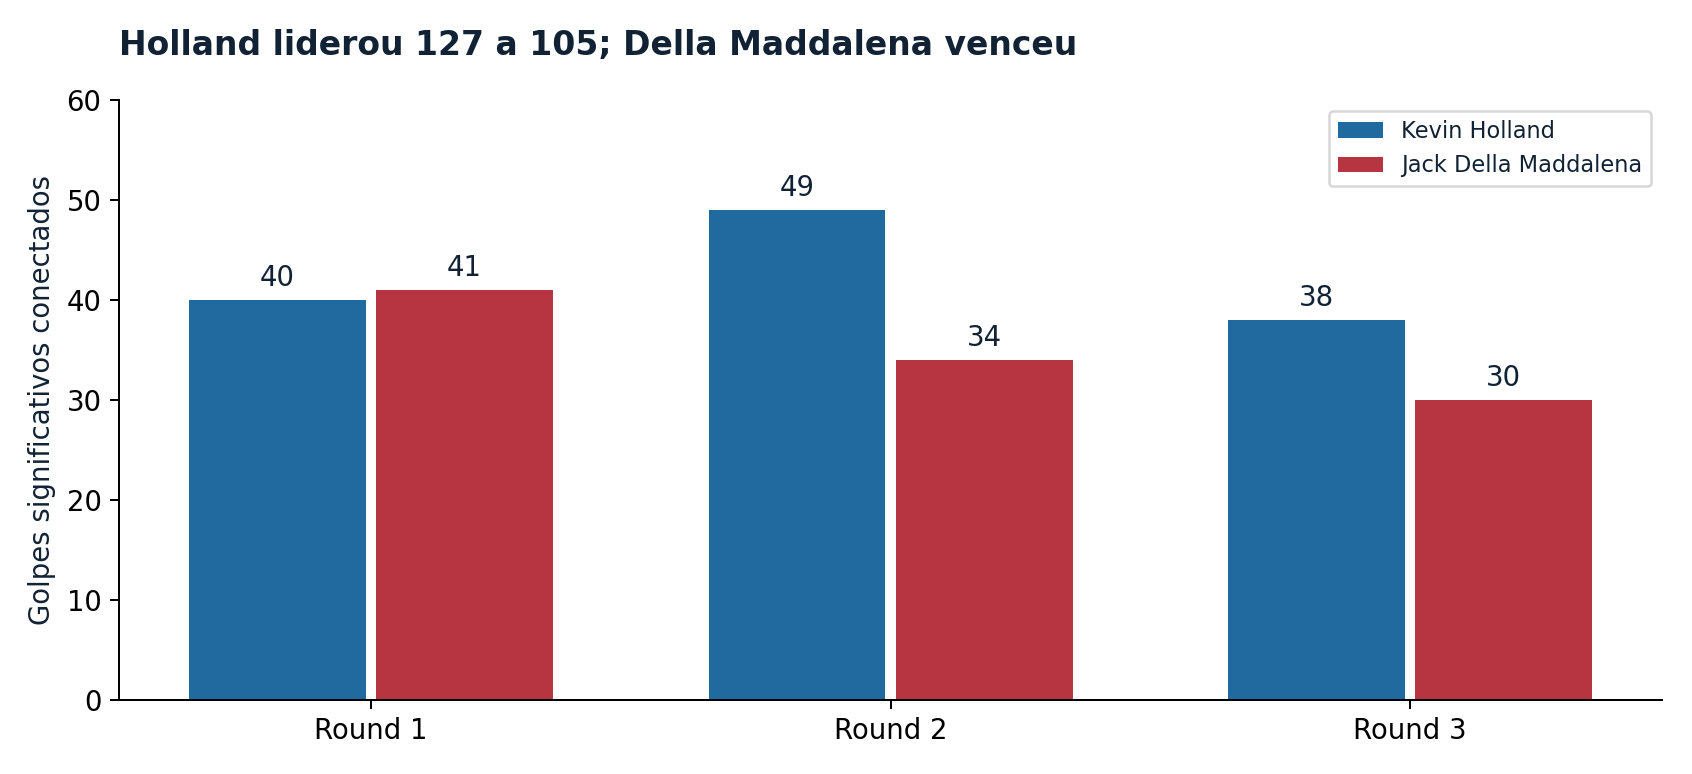 Holland liderou 127 a 105; Della Maddalena venceu
Golpes significativos conectados
60
50
40
30
20
10
0
Kevin Holland
Jack Della Maddalena
40
41
49
34
38
30
Round 1
Round 2
Round 3